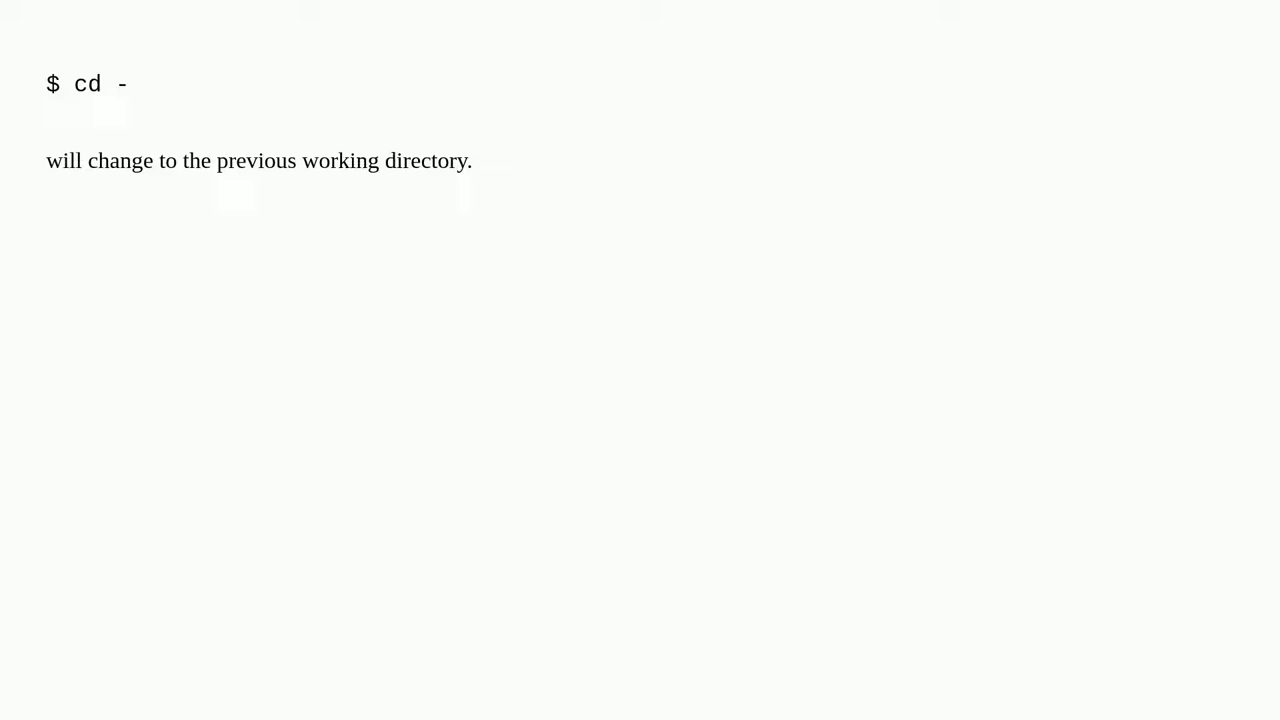 $ cd -
will change to the previous working directory.